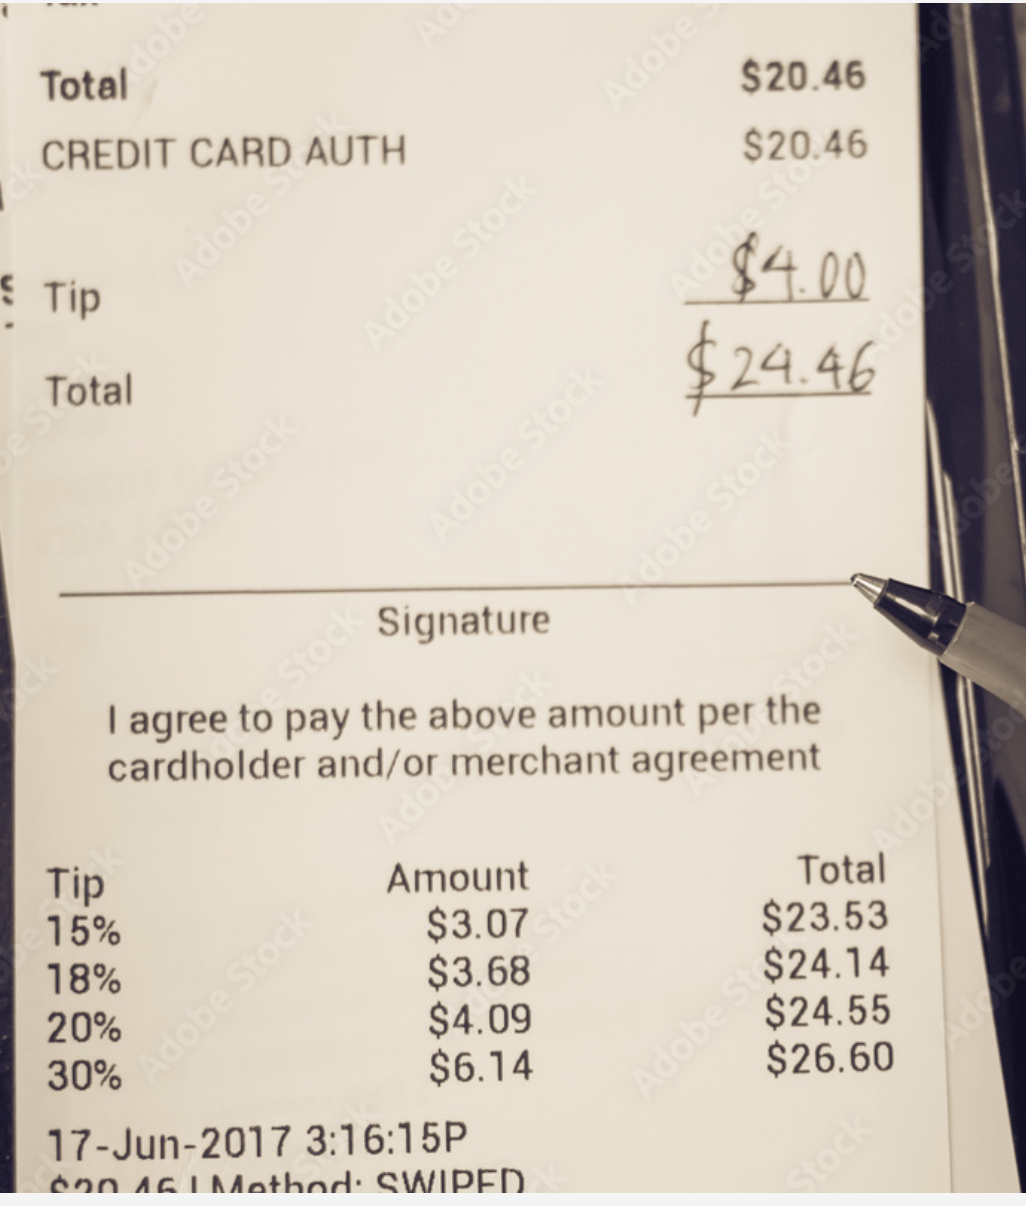 Total $20.46
CREDIT CARD AUTH $20.46
Tip $4.00
Total $24.46
Signature
I agree to pay the above amount per the
cardholder and/or merchant agreement
Tip Amount Total
15% $3.07 $23.53
18% $3.68 $24.14
20% $4.09 $24.55
30% $6.14 $26.60
17-Jun-2017 3:16:15P
$20.46 | Method: SWIPED
Adobe Stock